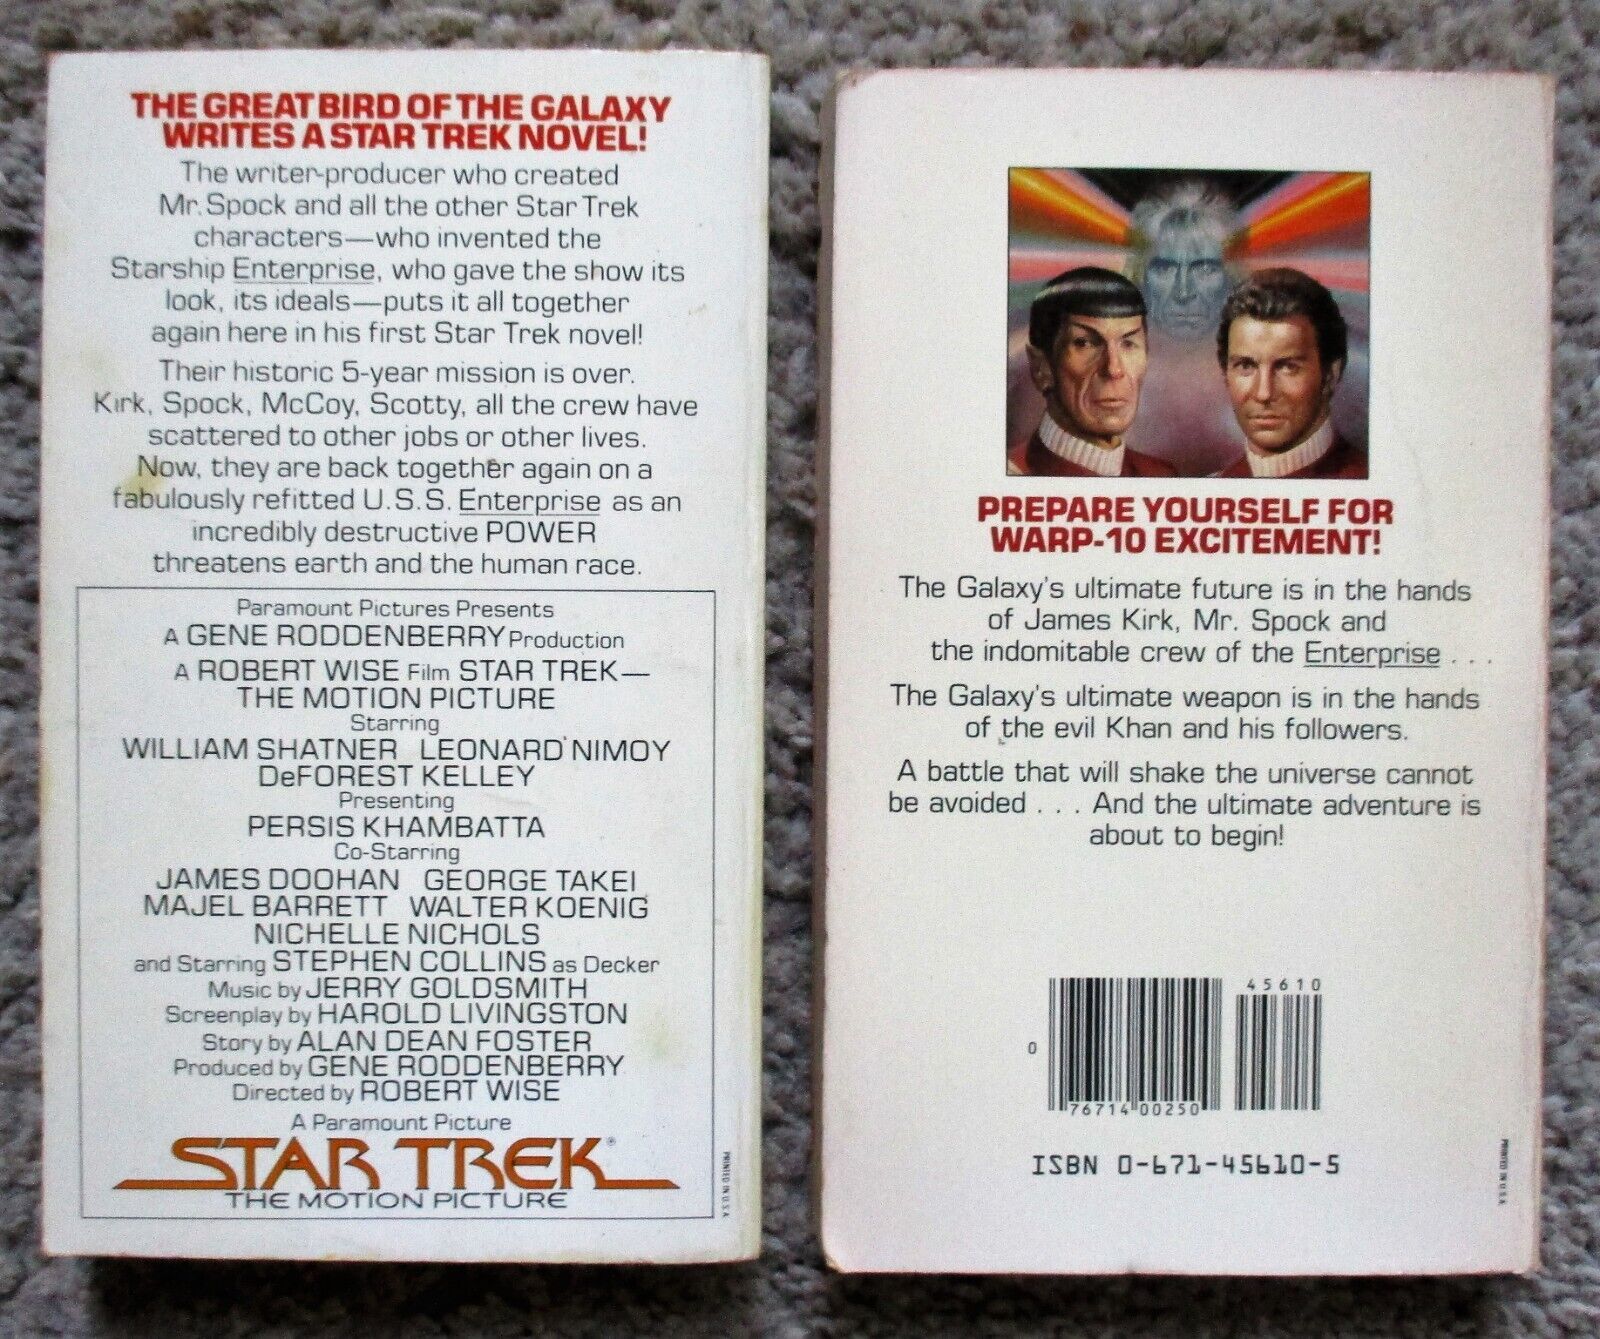 THE GREAT BIRD OF THE GALAXY
WRITES A STAR TREK NOVEL!
The writer-producer who created
Mr. Spock and all the other Star Trek
characters—who invented the
Starship Enterprise, who gave the show its
look, its ideals—puts it all together
again here in his first Star Trek novel!
Their historic 5-year mission is over.
Kirk, Spock, McCoy, Scotty, all the crew have
scattered to other jobs or other lives.
Now, they are back together again on a
fabulously refitted U.S.S. Enterprise as an
incredibly destructive POWER
threatens earth and the human race.
Paramount Pictures Presents
A GENE RODDENBERRY Production
A ROBERT WISE Film STAR TREK—
THE MOTION PICTURE
Starring
WILLIAM SHATNER LEONARD NIMOY
DeFOREST KELLEY
Presenting
PERSIS KHAMBATTA
Co-Starring
JAMES DOOHAN GEORGE TAKEI
MAJEL BARRETT WALTER KOENIG
NICHELLE NICHOLS
and Starring STEPHEN COLLINS as Decker
Music by JERRY GOLDSMITH
Screenplay by HAROLD LIVINGSTON
Story by ALAN DEAN FOSTER
Produced by GENE RODDENBERRY
Directed by ROBERT WISE
A Paramount Picture
STAR TREK®
THE MOTION PICTURE
PRINTED IN U.S.A.
PREPARE YOURSELF FOR
WARP-10 EXCITEMENT!
The Galaxy's ultimate future is in the hands
of James Kirk, Mr. Spock and
the indomitable crew of the Enterprise . . .
The Galaxy's ultimate weapon is in the hands
of the evil Khan and his followers.
A battle that will shake the universe cannot
be avoided . . . And the ultimate adventure is
about to begin!
45610
0
76714 00250
ISBN 0-671-45610-5
PRINTED IN U.S.A.